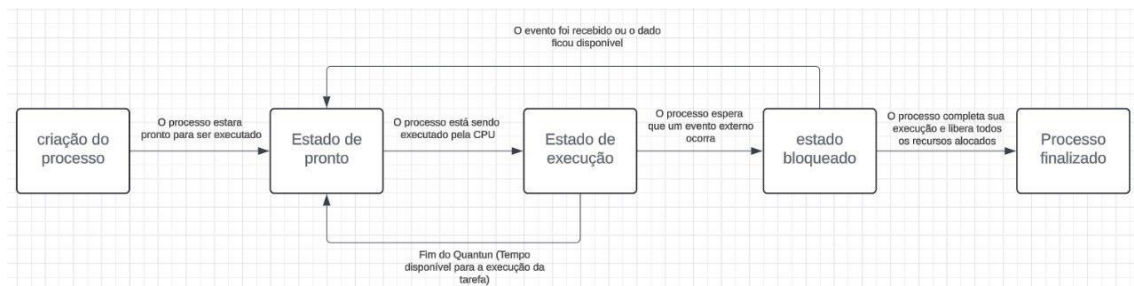 O evento foi recebido ou o dado
ficou disponível
criação do
processo
O processo estara
pronto para ser executado
Estado de
pronto
O processo está sendo
executado pela CPU
Estado de
execução
O processo espera
que um evento externo
ocorra
estado
bloqueado
O processo completa sua
execução e libera todos
os recursos alocados
Processo
finalizado
Fim do Quantun (Tempo
disponível para a execução da
tarefa)